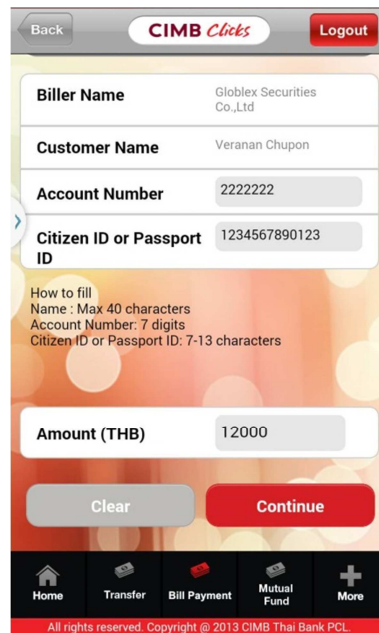 Back
CIMB Clicks
Logout
Biller Name
Globlex Securities
Co.,Ltd
Customer Name
Veranan Chupon
Account Number
2222222
Citizen ID or Passport
ID
1234567890123
How to fill
Name : Max 40 characters
Account Number: 7 digits
Citizen ID or Passport ID: 7-13 characters
Amount (THB)
12000
Clear
Continue
Home
Transfer
Bill Payment
Mutual
Fund
More
All rights reserved. Copyright @ 2013 CIMB Thai Bank PCL.